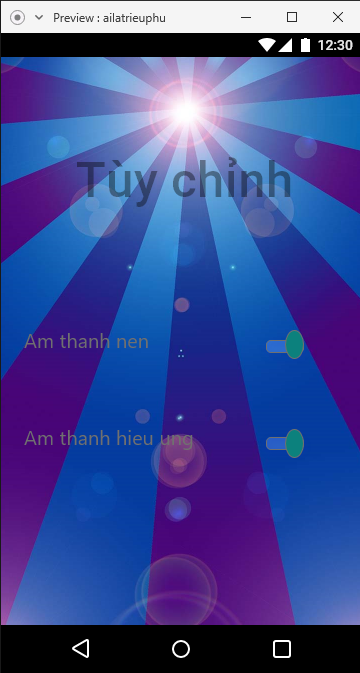 Preview : ailatrieuphu
12:30
Tùy chỉnh
Am thanh nen
Am thanh hieu ung